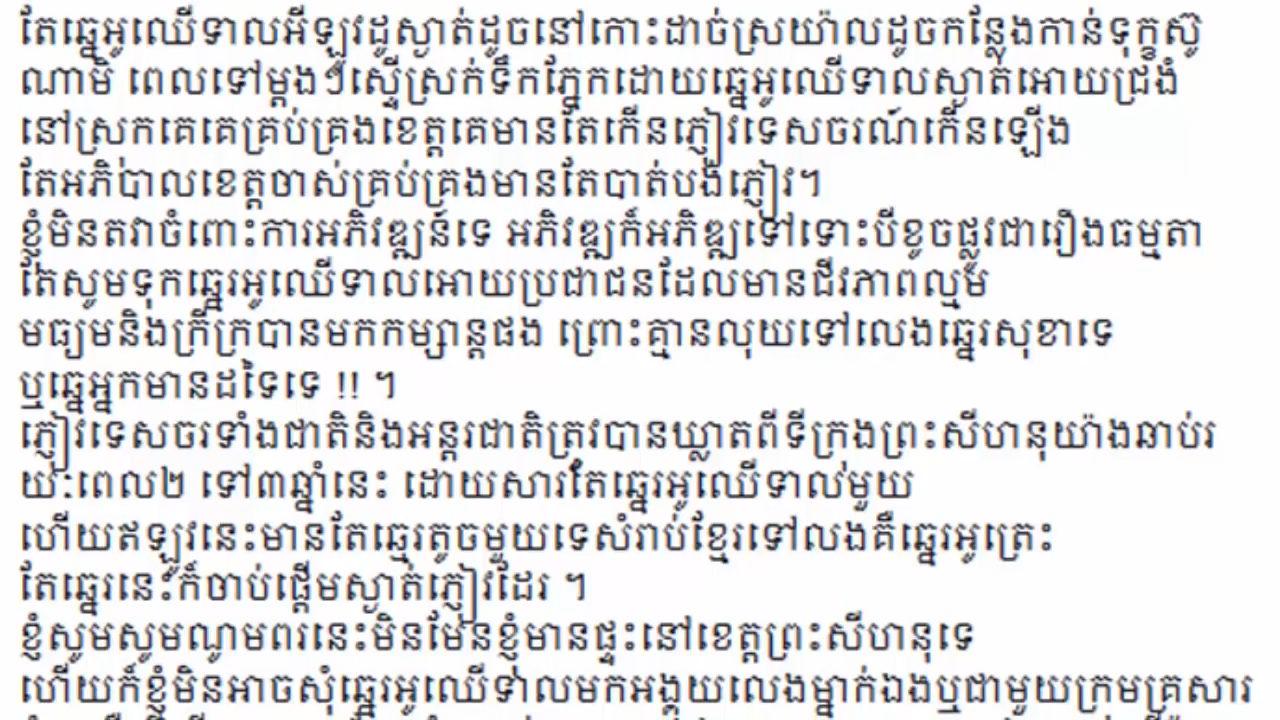 តែឆ្នេអូឈើទាលអីឡូវដូស្ងាត់ដូចនៅកោះដាច់ស្រយ៉ាលដូចកន្លែងកាន់ទុក្ខស៊ូ
ណាមិ ពេលទៅម្ដងៗស្ទើស្រក់ទឹកភ្នែកដោយឆ្នេអូឈើទាលស្ងាត់អោយជ្រងំ
នៅស្រុកគេគេគ្រប់គ្រងខេត្តគេមានតែកើនភ្ញៀវទេសចរណ៍កើនឡើង
តែអភិបាលខេត្តចាស់គ្រប់គ្រងមានតែបាត់បង់ភ្ញៀវ។
ខ្ញុំមិនតវាចំពោះការអភិវឌ្ឍន៍ទេ អភិវឌ្ឍក៏អភិឌ្ឍទៅទោះបីខូចផ្លូវជារឿងធម្មតា
តែសូមទុកឆ្នេរអូឈើទាលអោយប្រជាជនដែលមានជីវភាពល្មម
មធ្យមនិងក្រីក្របានមកកម្សាន្តផង ព្រោះគ្មានលុយទៅលេងឆ្នេរសុខាទេ
ឬឆ្នេអ្នកមានដទៃទេ !! ។
ភ្ញៀវទេសចរទាំងជាតិនិងអន្តរជាតិត្រូវបានឃ្លាតពីទីក្រុងព្រះសីហនុយ៉ាងឆាប់រ
យៈពេល២ ទៅ៣ឆ្នាំនេះ ដោយសារតែឆ្នេរអូឈើទាល់មួយ
ហើយឥឡូវនេះមានតែឆ្មេរតូចមួយទេសំរាប់ខ្មែរទៅលងគឺឆ្នេរអូត្រេះ
តែឆ្នេរនេះក៏ចាប់ផ្ដើមស្ងាត់ភ្ញៀវដែរ ។
ខ្ញុំសូមសូមណូមពរនេះមិនមែនខ្ញុំមានផ្ទះនៅខេត្តព្រះសីហនុទេ
ហើយក៏ខ្ញុំមិនអាចសុំឆ្នេរអូឈើទាលមកអង្គុយលេងម្នាក់ឯងឬជាមួយក្រុមគ្រួសារ